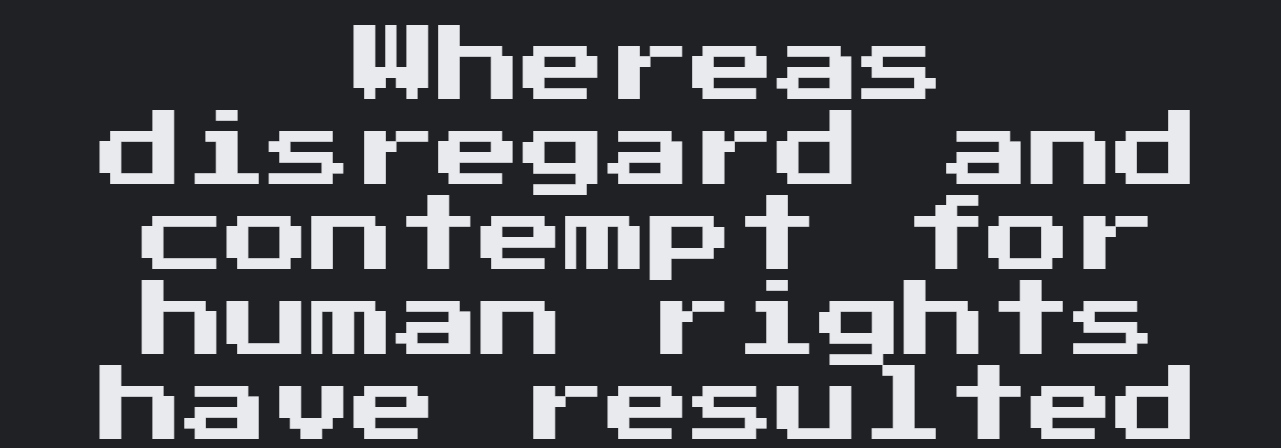 Whereas
disregard and
contempt for
human rights
have resulted